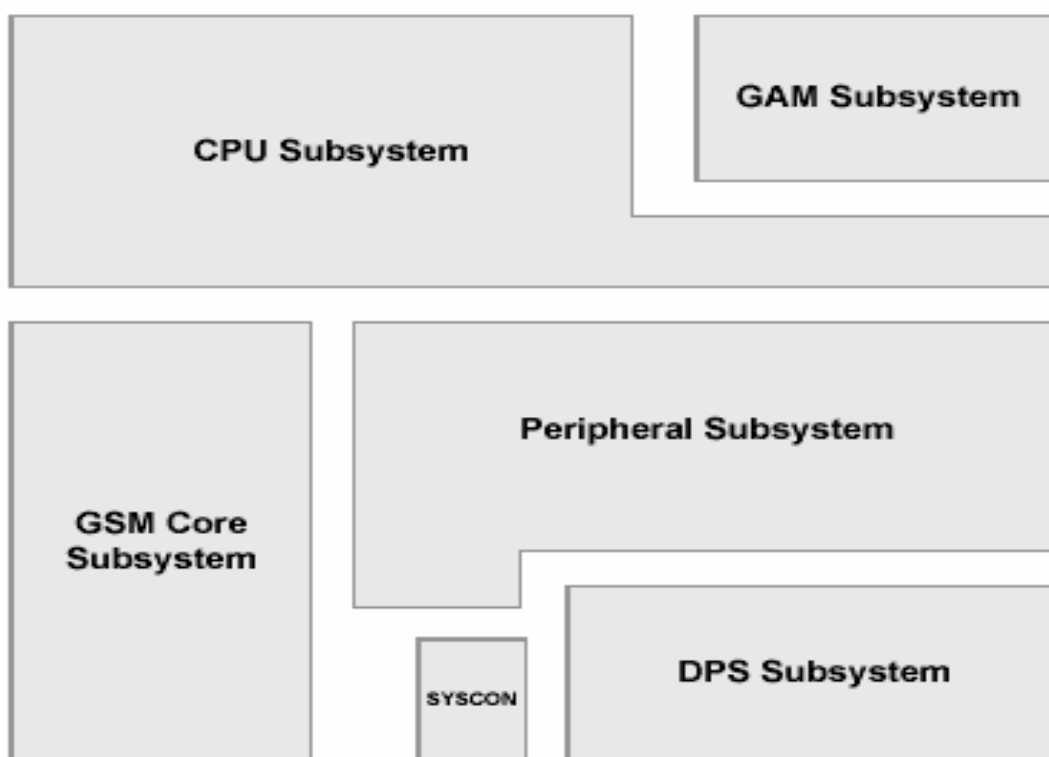 CPU Subsystem
GAM Subsystem
Peripheral Subsystem
GSM Core
Subsystem
SYSCON
DPS Subsystem